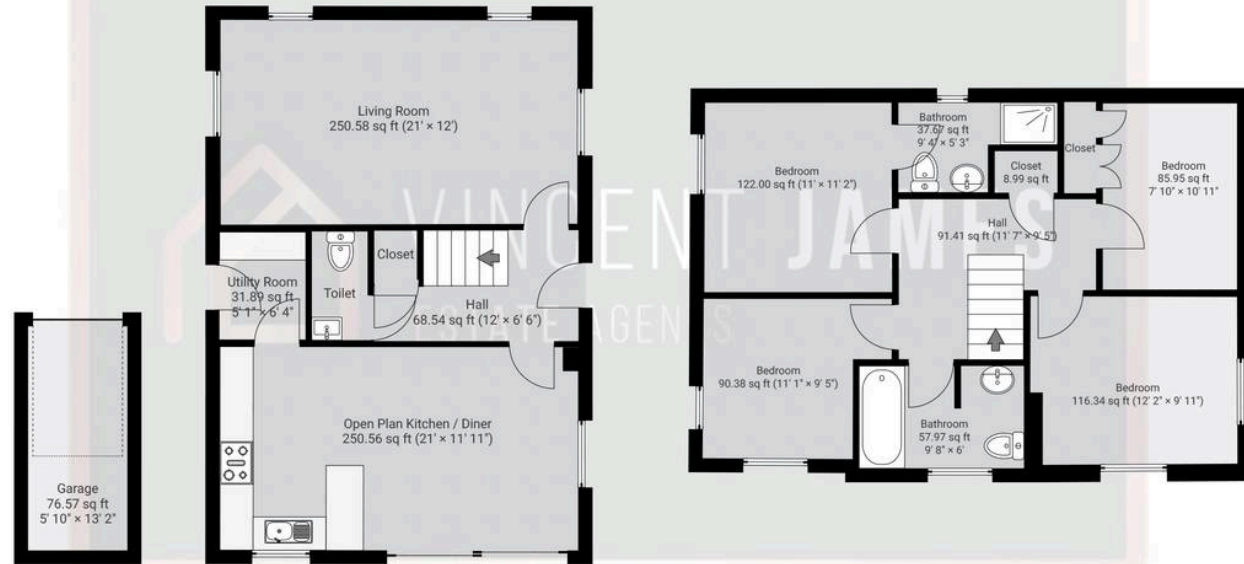 Living Room
250.58 sq ft (21' × 12')
Utility Room
31.89 sq ft
5' 1" × 6' 4"
Toilet
Closet
Hall
68.54 sq ft (12' × 6' 6")
Open Plan Kitchen / Diner
250.56 sq ft (21' × 11' 11")
Garage
76.57 sq ft
5' 10" × 13' 2"
Bedroom
122.00 sq ft (11' × 11' 2")
Bathroom
37.67 sq ft
9' 4" × 5' 3"
Closet
8.99 sq ft
Closet
Bedroom
85.95 sq ft
7' 10" × 10' 11"
Hall
91.41 sq ft (11' 7" × 9' 5")
Bedroom
90.38 sq ft (11' 1" × 9' 5")
Bathroom
57.97 sq ft
9' 8" × 6'
Bedroom
116.34 sq ft (12' 2" × 9' 11")
VINCENT JAMES
ESTATE AGENTS